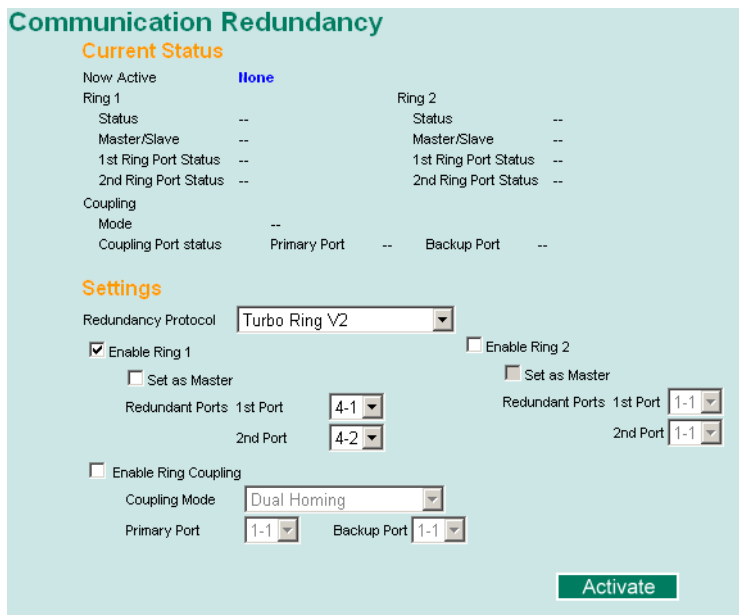 Communication Redundancy
Current Status
Now Active None
Ring 1 Ring 2
Status -- Status --
Master/Slave -- Master/Slave --
1st Ring Port Status -- 1st Ring Port Status --
2nd Ring Port Status -- 2nd Ring Port Status --
Coupling
Mode --
Coupling Port status Primary Port -- Backup Port --
Settings
Redundancy Protocol Turbo Ring V2
Enable Ring 1 Enable Ring 2
Set as Master Set as Master
Redundant Ports 1st Port 4-1 Redundant Ports 1st Port 1-1
2nd Port 4-2 2nd Port 1-1
Enable Ring Coupling
Coupling Mode Dual Homing
Primary Port 1-1 Backup Port 1-1
Activate